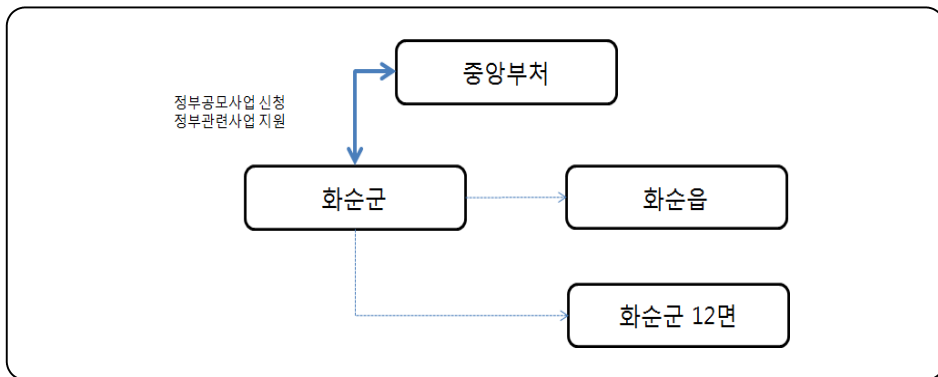 중앙부처
정부공모사업 신청
정부관련사업 지원
화순군
화순읍
화순군 12면